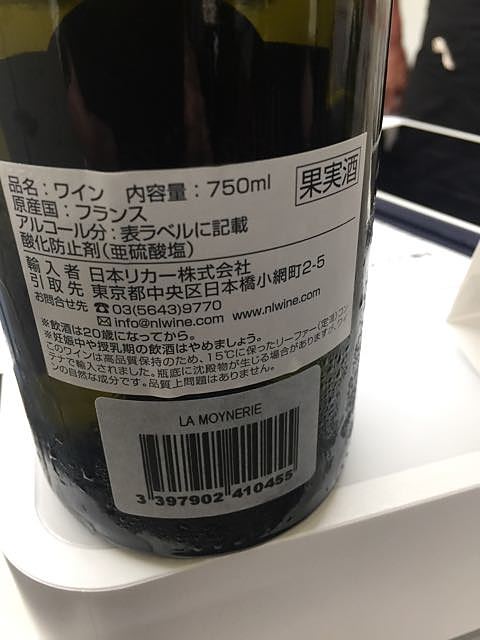 品名：ワイン 内容量：750ml
果実酒
原産国：フランス
アルコール分：表ラベルに記載
酸化防止剤(亜硫酸塩)
輸入者 日本リカー株式会社
引取先 東京都中央区日本橋小網町2-5
お問合せ先 ☎03(5643)9770
✉info@nlwine.com www.nlwine.com
※飲酒は20歳になってから。
※妊娠中や授乳期の飲酒はやめましょう。
このワインは高品質保持のため、15℃に保ったリーファー(定温)コン
テナで輸入されました。瓶底に沈殿物が生じる場合がありますが、ワイ
ンの自然な成分です。品質上問題はありません。
LA MOYNERIE
3 397902 410455